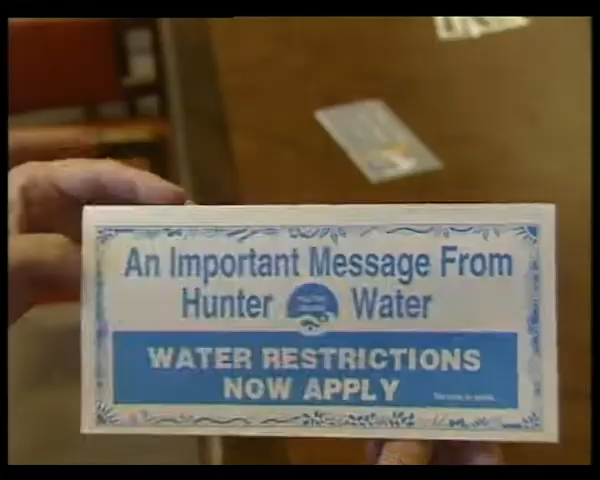 An Important Message From
Hunter Water
WATER RESTRICTIONS
NOW APPLY